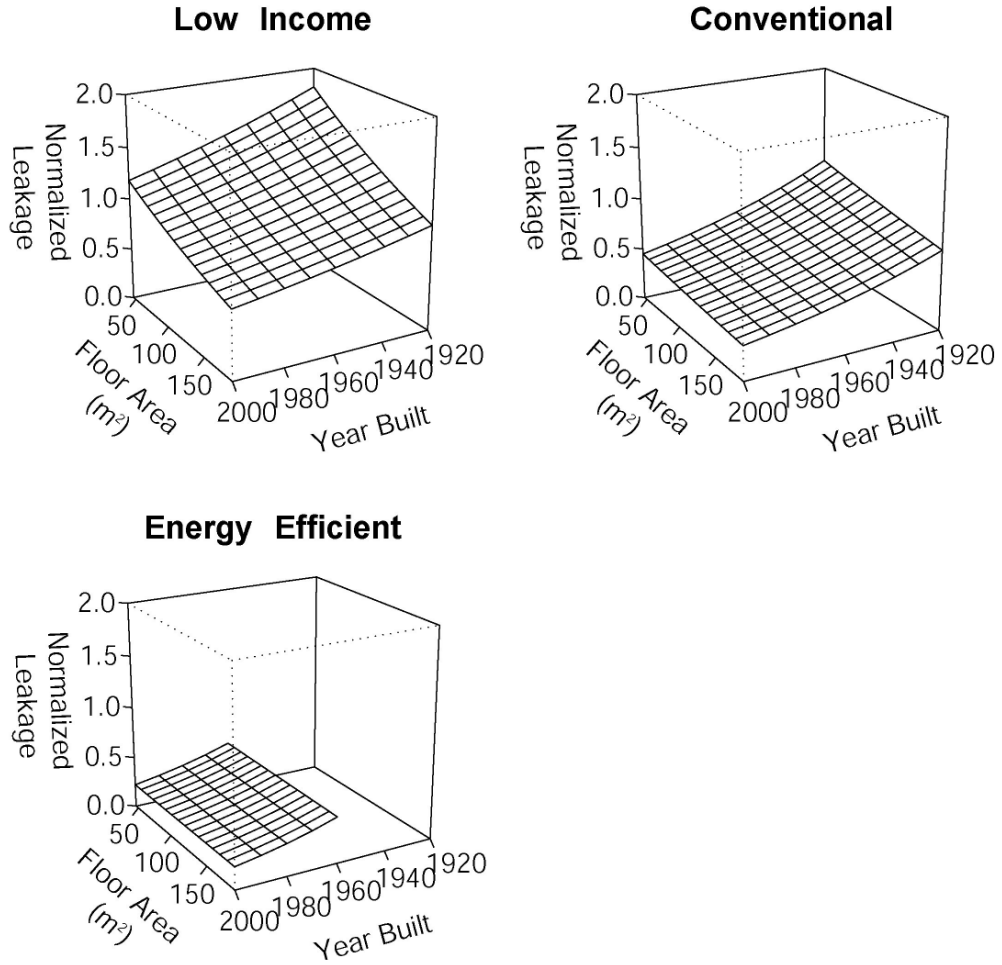 Low Income
2.0
1.5
1.0
0.5
0.0
Normalized
Leakage
50
100
150
Floor Area
(m²)
2000
1980
1960
1940
1920
Year Built
Conventional
2.0
1.5
1.0
0.5
0.0
Normalized
Leakage
50
100
150
Floor Area
(m²)
2000
1980
1960
1940
1920
Year Built
Energy Efficient
2.0
1.5
1.0
0.5
0.0
Normalized
Leakage
50
100
150
Floor Area
(m²)
2000
1980
1960
1940
1920
Year Built